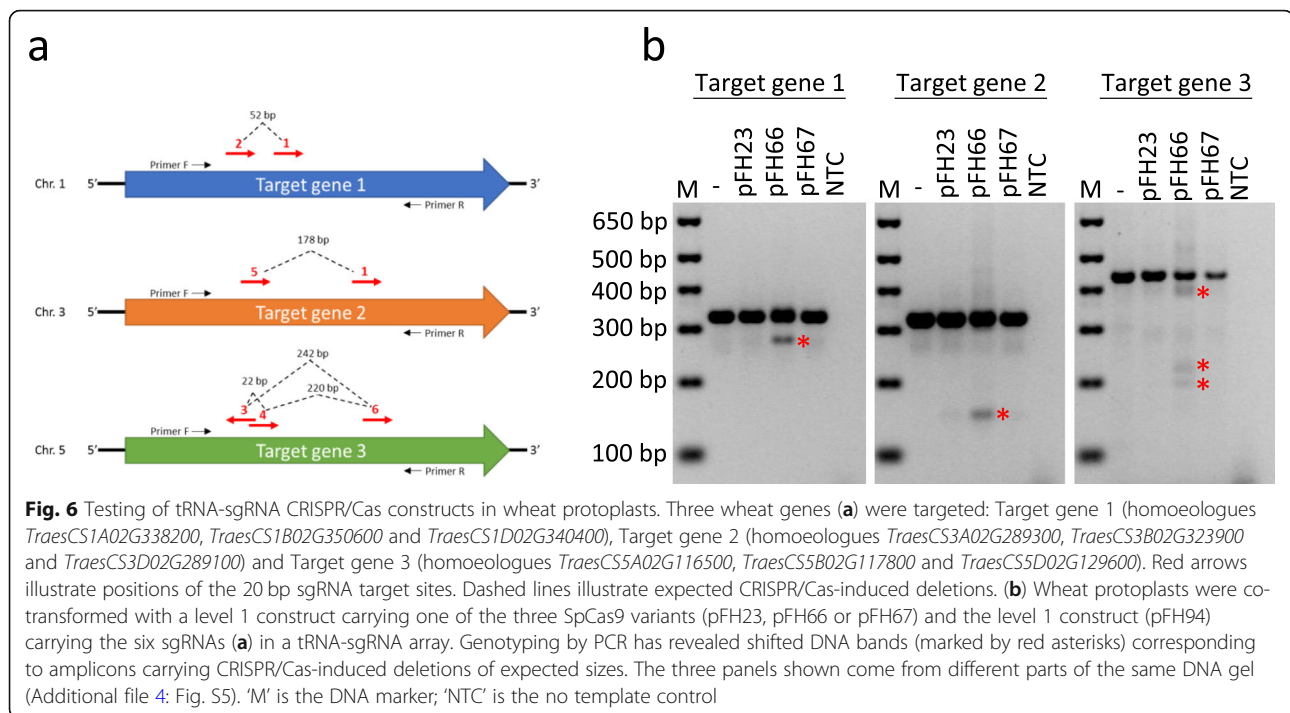 a
52 bp
2 1
Primer F →
Chr. 1 5’ Target gene 1 3’
← Primer R
178 bp
5 1
Primer F →
Chr. 3 5’ Target gene 2 3’
← Primer R
242 bp
22 bp
220 bp
3 4 6
Primer F →
Chr. 5 5’ Target gene 3 3’
← Primer R
b
Target gene 1 Target gene 2 Target gene 3
M - pFH23 pFH66 pFH67 NTC M - pFH23 pFH66 pFH67 NTC M - pFH23 pFH66 pFH67 NTC
650 bp
500 bp
400 bp
*
300 bp
*
*
200 bp
*
*
100 bp
Fig. 6 Testing of tRNA-sgRNA CRISPR/Cas constructs in wheat protoplasts. Three wheat genes (a) were targeted: Target gene 1 (homoeologues
TraesCS1A02G338200, TraesCS1B02G350600 and TraesCS1D02G340400), Target gene 2 (homoeologues TraesCS3A02G289300, TraesCS3B02G323900
and TraesCS3D02G289100) and Target gene 3 (homoeologues TraesCS5A02G116500, TraesCS5B02G117800 and TraesCS5D02G129600). Red arrows
illustrate positions of the 20 bp sgRNA target sites. Dashed lines illustrate expected CRISPR/Cas-induced deletions. (b) Wheat protoplasts were co-
transformed with a level 1 construct carrying one of the three SpCas9 variants (pFH23, pFH66 or pFH67) and the level 1 construct (pFH94)
carrying the six sgRNAs (a) in a tRNA-sgRNA array. Genotyping by PCR has revealed shifted DNA bands (marked by red asterisks) corresponding
to amplicons carrying CRISPR/Cas-induced deletions of expected sizes. The three panels shown come from different parts of the same DNA gel
(Additional file 4: Fig. S5). ‘M’ is the DNA marker; ‘NTC’ is the no template control